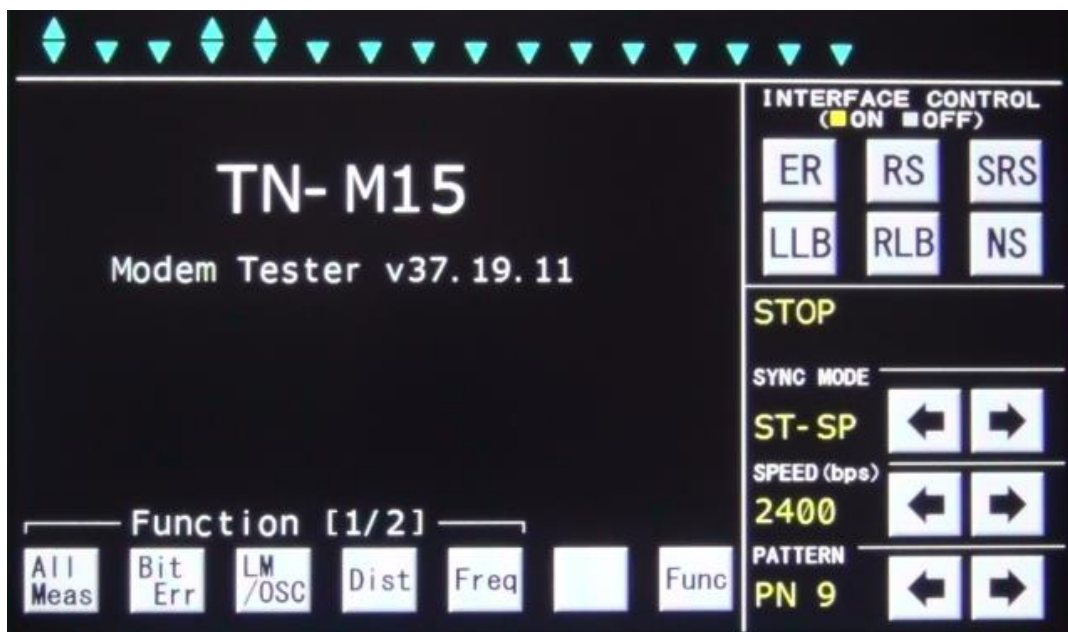 INTERFACE CONTROL
(ON OFF)
ER RS SRS
LLB RLB NS
TN-M15
Modem Tester v37.19.11
STOP
SYNC MODE
ST-SP
SPEED(bps)
2400
PATTERN
PN 9
Function [1/2]
All Meas
Bit Err
LM /OSC
Dist
Freq
Func